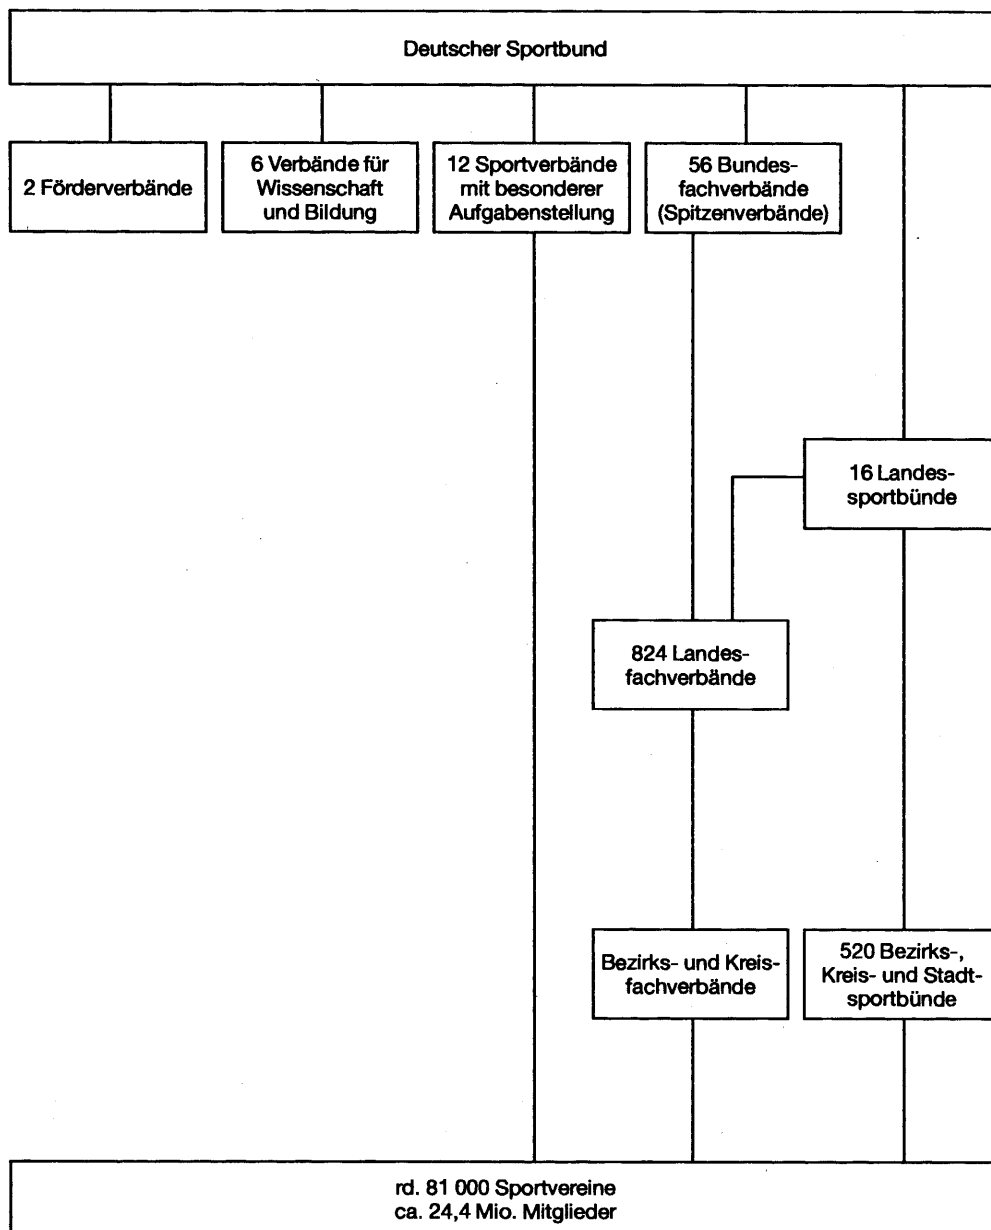 Deutscher Sportbund
2 Förderverbände
6 Verbände für
Wissenschaft
und Bildung
12 Sportverbände
mit besonderer
Aufgabenstellung
56 Bundes-
fachverbände
(Spitzenverbände)
16 Landes-
sportbünde
824 Landes-
fachverbände
Bezirks- und Kreis-
fachverbände
520 Bezirks-,
Kreis- und Stadt-
sportbünde
rd. 81 000 Sportvereine
ca. 24,4 Mio. Mitglieder